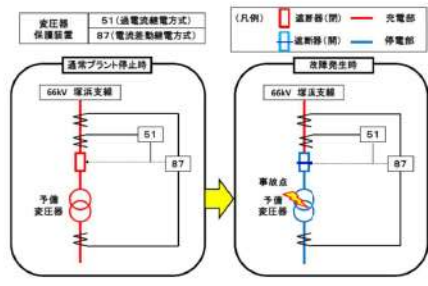 変圧器
保護装置
51(過電流継電方式)
87(電流差動継電方式)
(凡例)
遮断器(閉)
充電部
遮断器(開)
停電部
通常プラント停止時
66kV 塚浜支線
51
87
予備
変圧器
故障発生時
66kV 塚浜支線
51
87
事故点
予備
変圧器